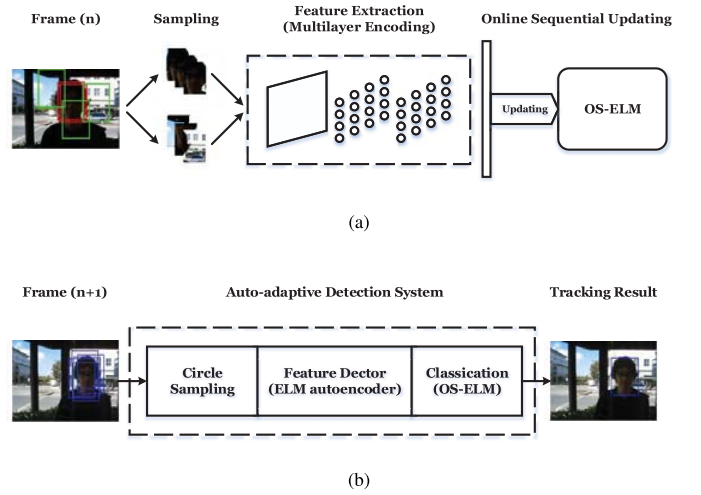 Frame (n)
Sampling
Feature Extraction
(Multilayer Encoding)
Online Sequential Updating
Updating
OS-ELM
(a)
Frame (n+1)
Auto-adaptive Detection System
Tracking Result
Circle
Sampling
Feature Dector
(ELM autoencoder)
Classication
(OS-ELM)
(b)